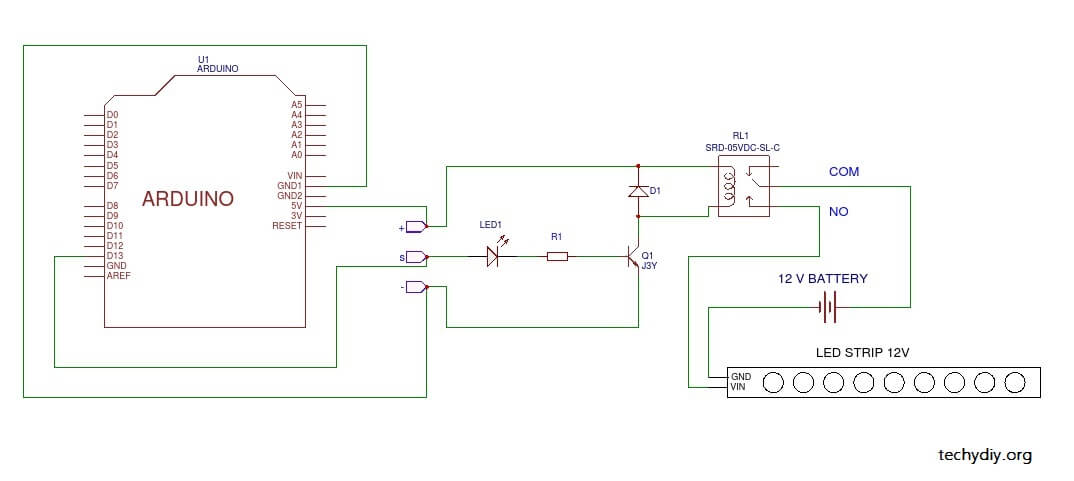 U1
ARDUINO
D0
D1
D2
D3
D4
D5
D6
D7
D8
D9
D10
D11
D12
D13
GND
AREF
ARDUINO
A5
A4
A3
A2
A1
A0
VIN
GND1
GND2
5V
3V
RESET
+
s
-
LED1
R1
D1
Q1
J3Y
RL1
SRD-05VDC-SL-C
COM
NO
12 V BATTERY
LED STRIP 12V
GND
VIN
techydiy.org